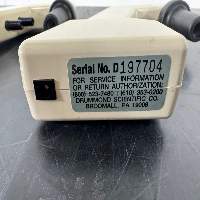 Serial No. D197704
FOR SERVICE INFORMATION
OR RETURN AUTHORIZATION:
(800) 523-7480 : (610) 353-0200
DRUMMOND SCIENTIFIC CO.
BROOMALL, PA 19008